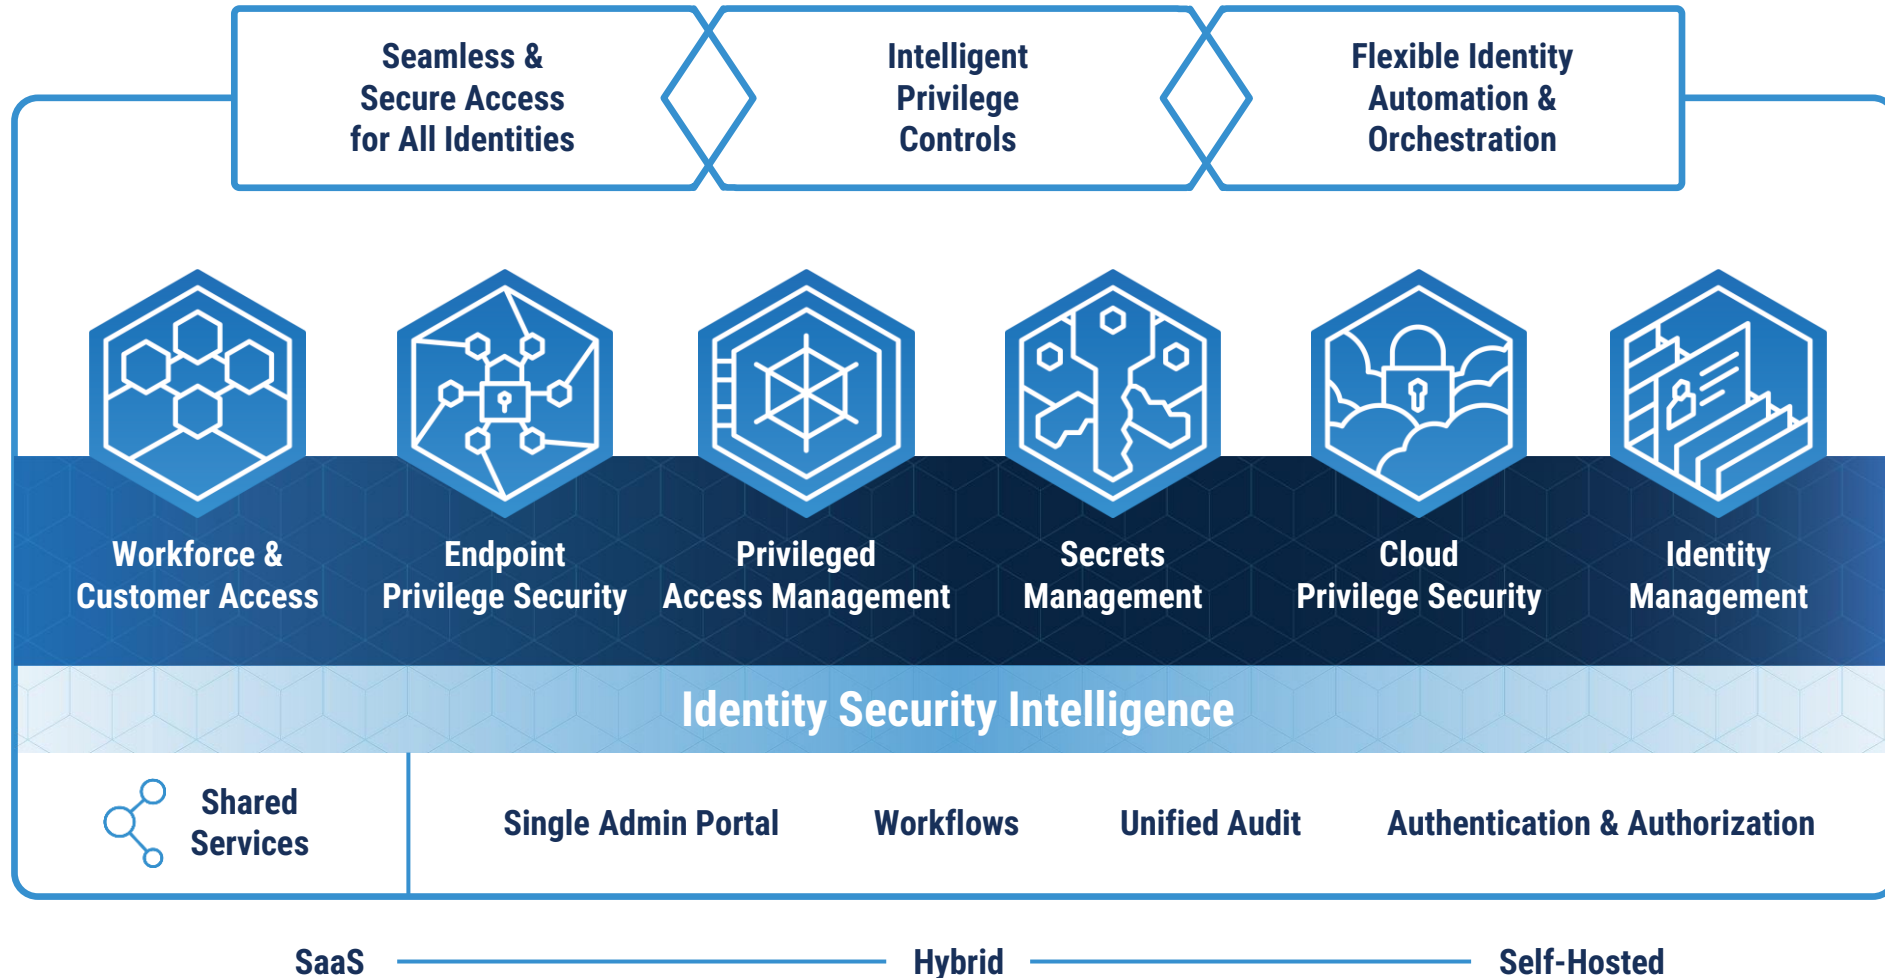 Seamless &
Secure Access
for All Identities
Intelligent
Privilege
Controls
Flexible Identity
Automation &
Orchestration
Workforce &
Customer Access
Endpoint
Privilege Security
Privileged
Access Management
Secrets
Management
Cloud
Privilege Security
Identity
Management
Identity Security Intelligence
Shared
Services
Single Admin Portal
Workflows
Unified Audit
Authentication & Authorization
SaaS
Hybrid
Self-Hosted